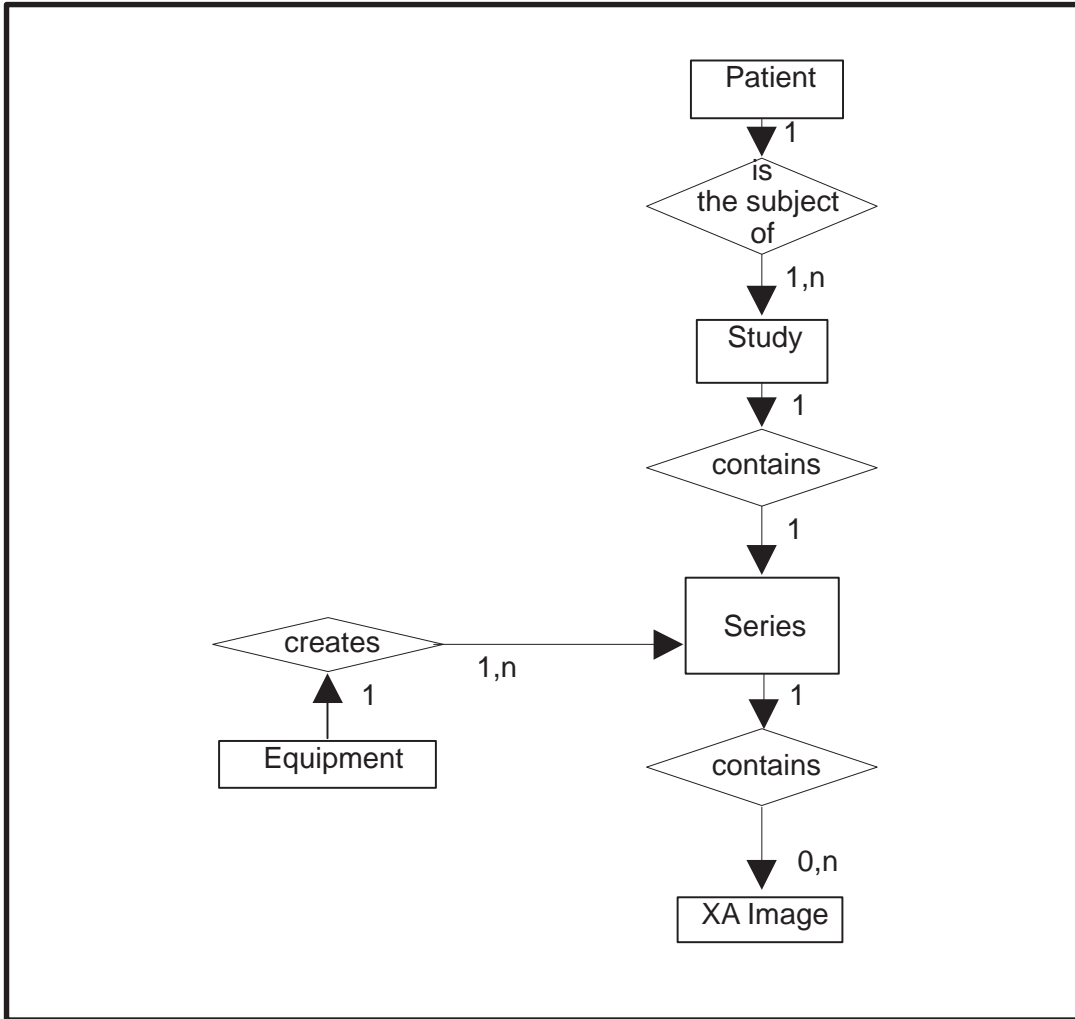 Patient
1
is
the subject
of
1,n
Study
1
contains
1
Series
creates
1,n
1
Equipment
1
contains
0,n
XA Image